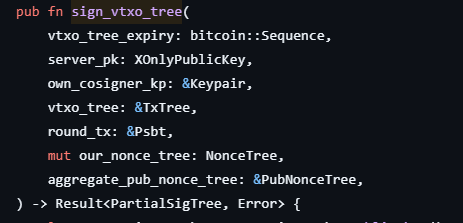 pub fn sign_vtxo_tree(
    vtxo_tree_expiry: bitcoin::Sequence,
    server_pk: XOnlyPublicKey,
    own_cosigner_kp: &Keypair,
    vtxo_tree: &TxTree,
    round_tx: &Psbt,
    mut our_nonce_tree: NonceTree,
    aggregate_pub_nonce_tree: &PubNonceTree,
) -> Result<PartialSigTree, Error> {